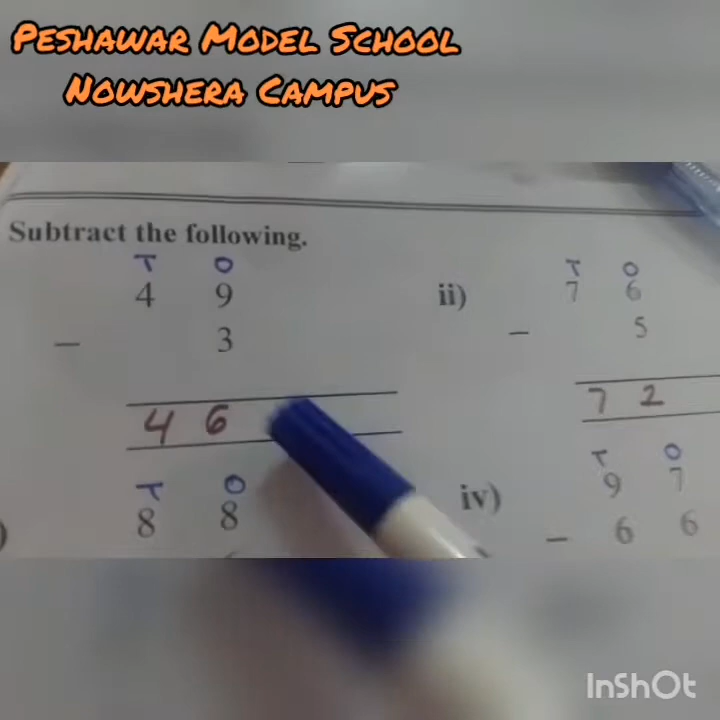 PESHAWAR MODEL SCHOOL
NOWSHERA CAMPUS
Subtract the following.
T O
4 9
− 3
4 6
ii)
T O
7 6
− 5
7 2
T O
8 8
iv)
T O
9 7
− 6 6
InShOt